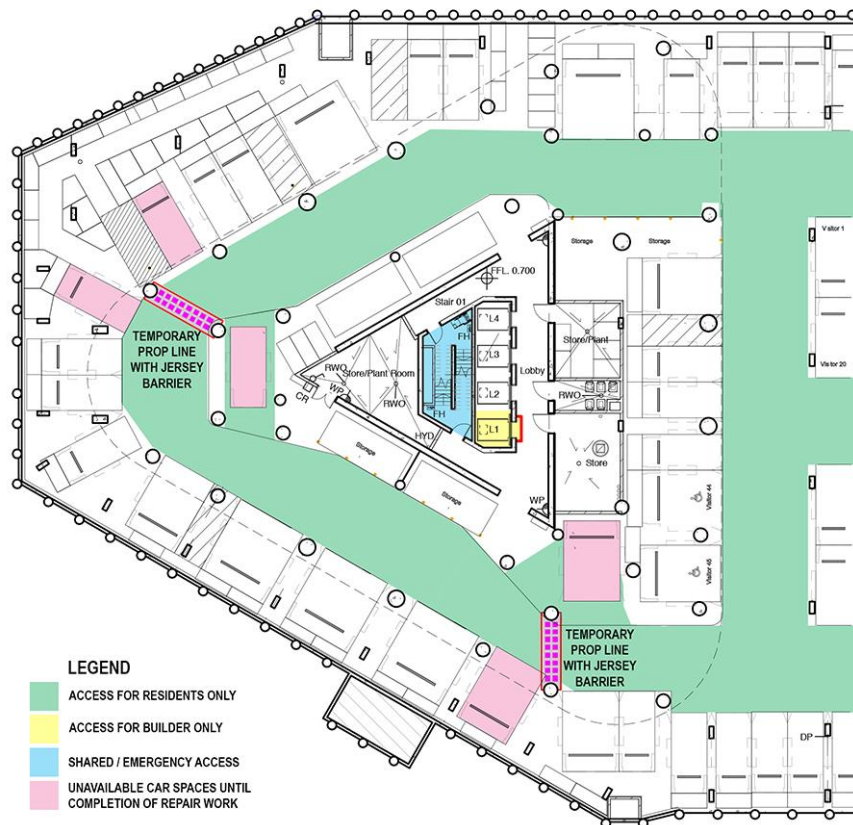 Storage
Storage
Visitor 1
FFL. 0.700
Stair 01
L4
FH
L3
Store/Plant
TEMPORARY
PROP LINE
WITH JERSEY
BARRIER
Lobby
Visitor 20
RWO
Store/Plant Room
L2
RWO
CR
WP
RWO
FH
L1
HYD
Storage
Store
Storage
Visitor 44
WP
Visitor 45
TEMPORARY
PROP LINE
WITH JERSEY
BARRIER
LEGEND
ACCESS FOR RESIDENTS ONLY
ACCESS FOR BUILDER ONLY
DP
SHARED / EMERGENCY ACCESS
UNAVAILABLE CAR SPACES UNTIL
COMPLETION OF REPAIR WORK